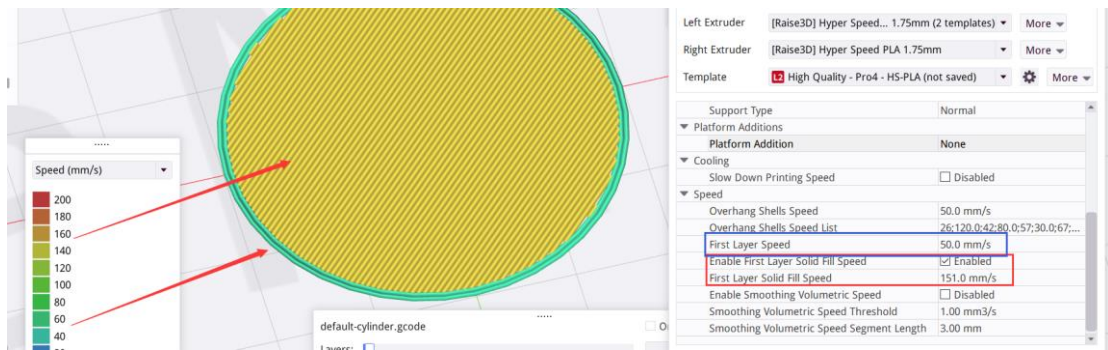 Speed (mm/s)
200
180
160
140
120
100
80
60
40
default-cylinder.gcode
Layers:
Left Extruder [Raise3D] Hyper Speed... 1.75mm (2 templates) More
Right Extruder [Raise3D] Hyper Speed PLA 1.75mm More
Template L2 High Quality - Pro4 - HS-PLA (not saved) More
Support Type Normal
Platform Additions
Platform Addition None
Cooling
Slow Down Printing Speed Disabled
Speed
Overhang Shells Speed 50.0 mm/s
Overhang Shells Speed List 26;120.0;42;80.0;57;30.0;67;...
First Layer Speed 50.0 mm/s
Enable First Layer Solid Fill Speed Enabled
First Layer Solid Fill Speed 151.0 mm/s
Enable Smoothing Volumetric Speed Disabled
Smoothing Volumetric Speed Threshold 1.00 mm3/s
Smoothing Volumetric Speed Segment Length 3.00 mm